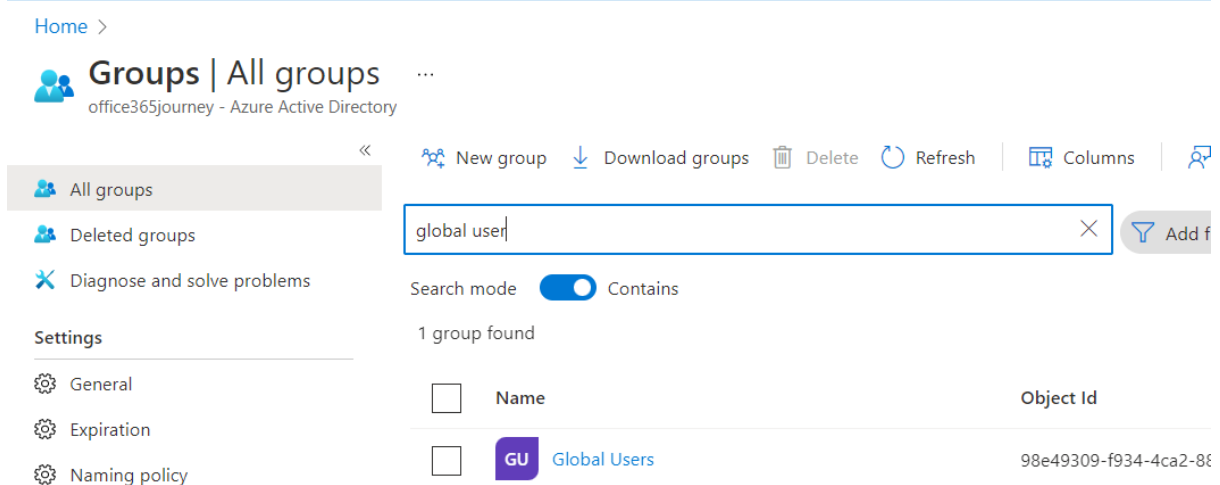 Home >
Groups | All groups ...
office365journey - Azure Active Directory
«
New group Download groups Delete Refresh Columns
All groups
Deleted groups
Diagnose and solve problems
Settings
General
Expiration
Naming policy
global user
Add f
Search mode Contains
1 group found
Name Object Id
GU Global Users 98e49309-f934-4ca2-88